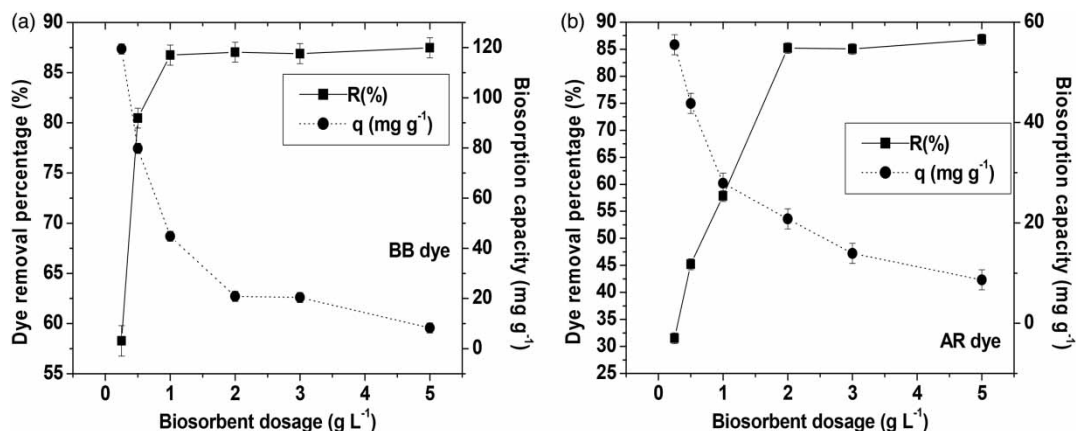 (a)
90
85
80
75
70
65
60
55
Dye removal percentage (%)
R(%)
q (mg g⁻¹)
BB dye
120
100
80
60
40
20
0
Biosorption capacity (mg g⁻¹)
0 1 2 3 4 5
Biosorbent dosage (g L⁻¹)
(b)
90
85
80
75
70
65
60
55
50
45
40
35
30
25
Dye removal percentage (%)
R(%)
q (mg g⁻¹)
AR dye
60
40
20
0
Biosorption capacity (mg g⁻¹)
0 1 2 3 4 5
Biosorbent dosage (g L⁻¹)